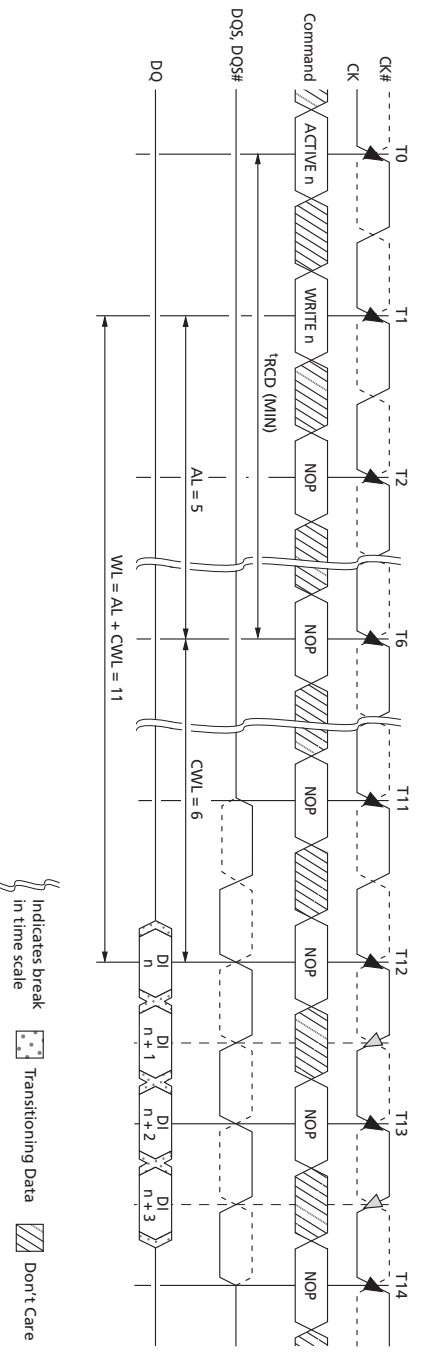 T0 T1 T2 T6 T11 T12 T13 T14
CK#
CK
Command ACTIVE n WRITE n NOP NOP NOP NOP NOP NOP
tRCD (MIN)
DQS, DQS#
AL = 5 CWL = 6
DQ DI n DI n + 1 DI n + 2 DI n + 3
WL = AL + CWL = 11
Indicates break
in time scale
Transitioning Data
Don't Care